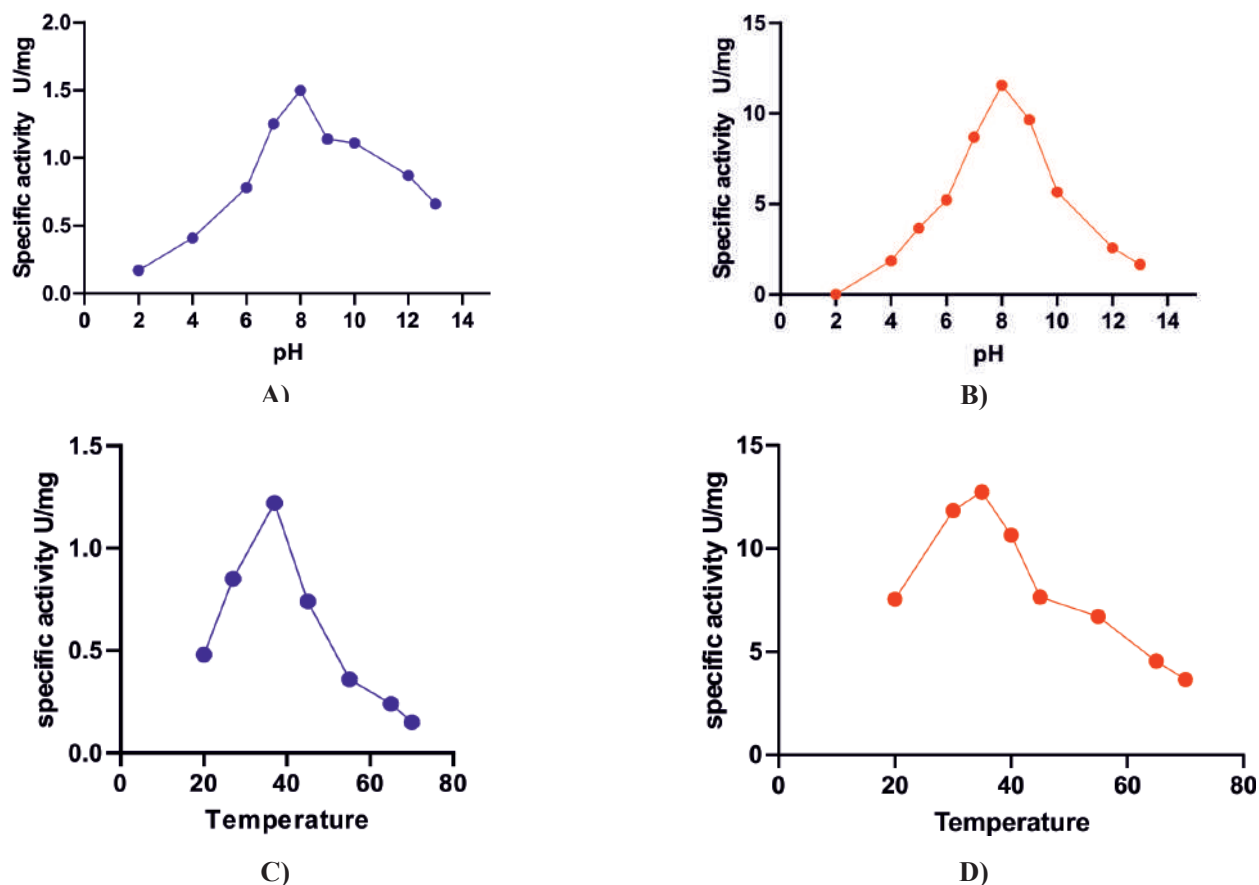 Specific activity U/mg
2.0
1.5
1.0
0.5
0.0
0 2 4 6 8 10 12 14
pH
A)
Specific activity U/mg
15
10
5
0
0 2 4 6 8 10 12 14
pH
B)
specific activity U/mg
1.5
1.0
0.5
0.0
0 20 40 60 80
Temperature
C)
specific activity U/mg
15
10
5
0
0 20 40 60 80
Temperature
D)